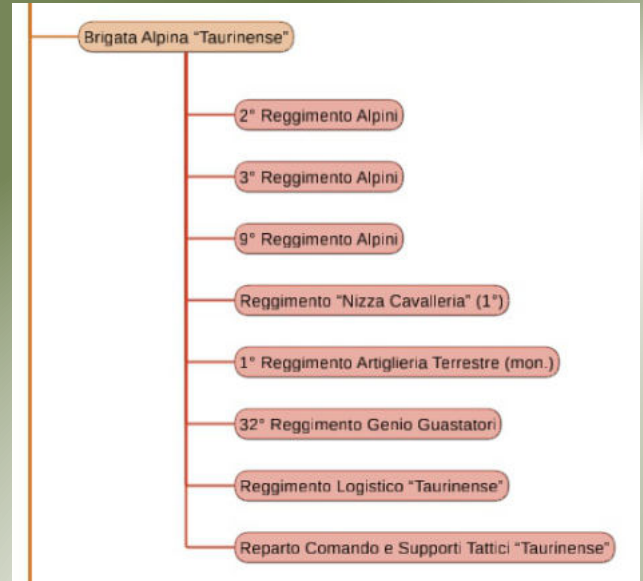 Brigata Alpina “Taurinense”
2° Reggimento Alpini
3° Reggimento Alpini
9° Reggimento Alpini
Reggimento “Nizza Cavalleria” (1°)
1° Reggimento Artiglieria Terrestre (mon.)
32° Reggimento Genio Guastatori
Reggimento Logistico “Taurinense”
Reparto Comando e Supporti Tattici “Taurinense”